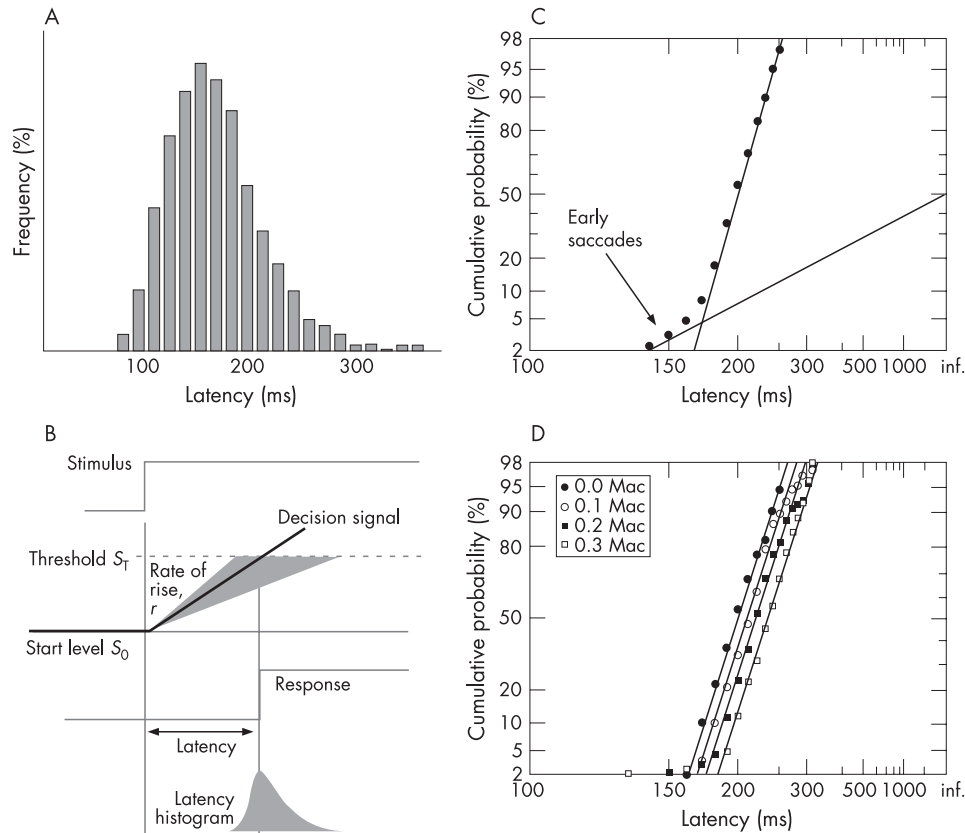 A
Frequency (%)
100
200
300
Latency (ms)
B
Stimulus
Decision signal
Threshold S_T
Rate of
rise,
r
Start level S_0
Response
Latency
Latency
histogram
C
Cumulative probability (%)
98
95
90
80
50
20
10
5
2
Early
saccades
100
150
200
300
500
1000
inf.
Latency (ms)
D
Cumulative probability (%)
98
95
90
80
50
20
10
5
2
0.0 Mac
0.1 Mac
0.2 Mac
0.3 Mac
100
150
200
300
500
1000
inf.
Latency (ms)